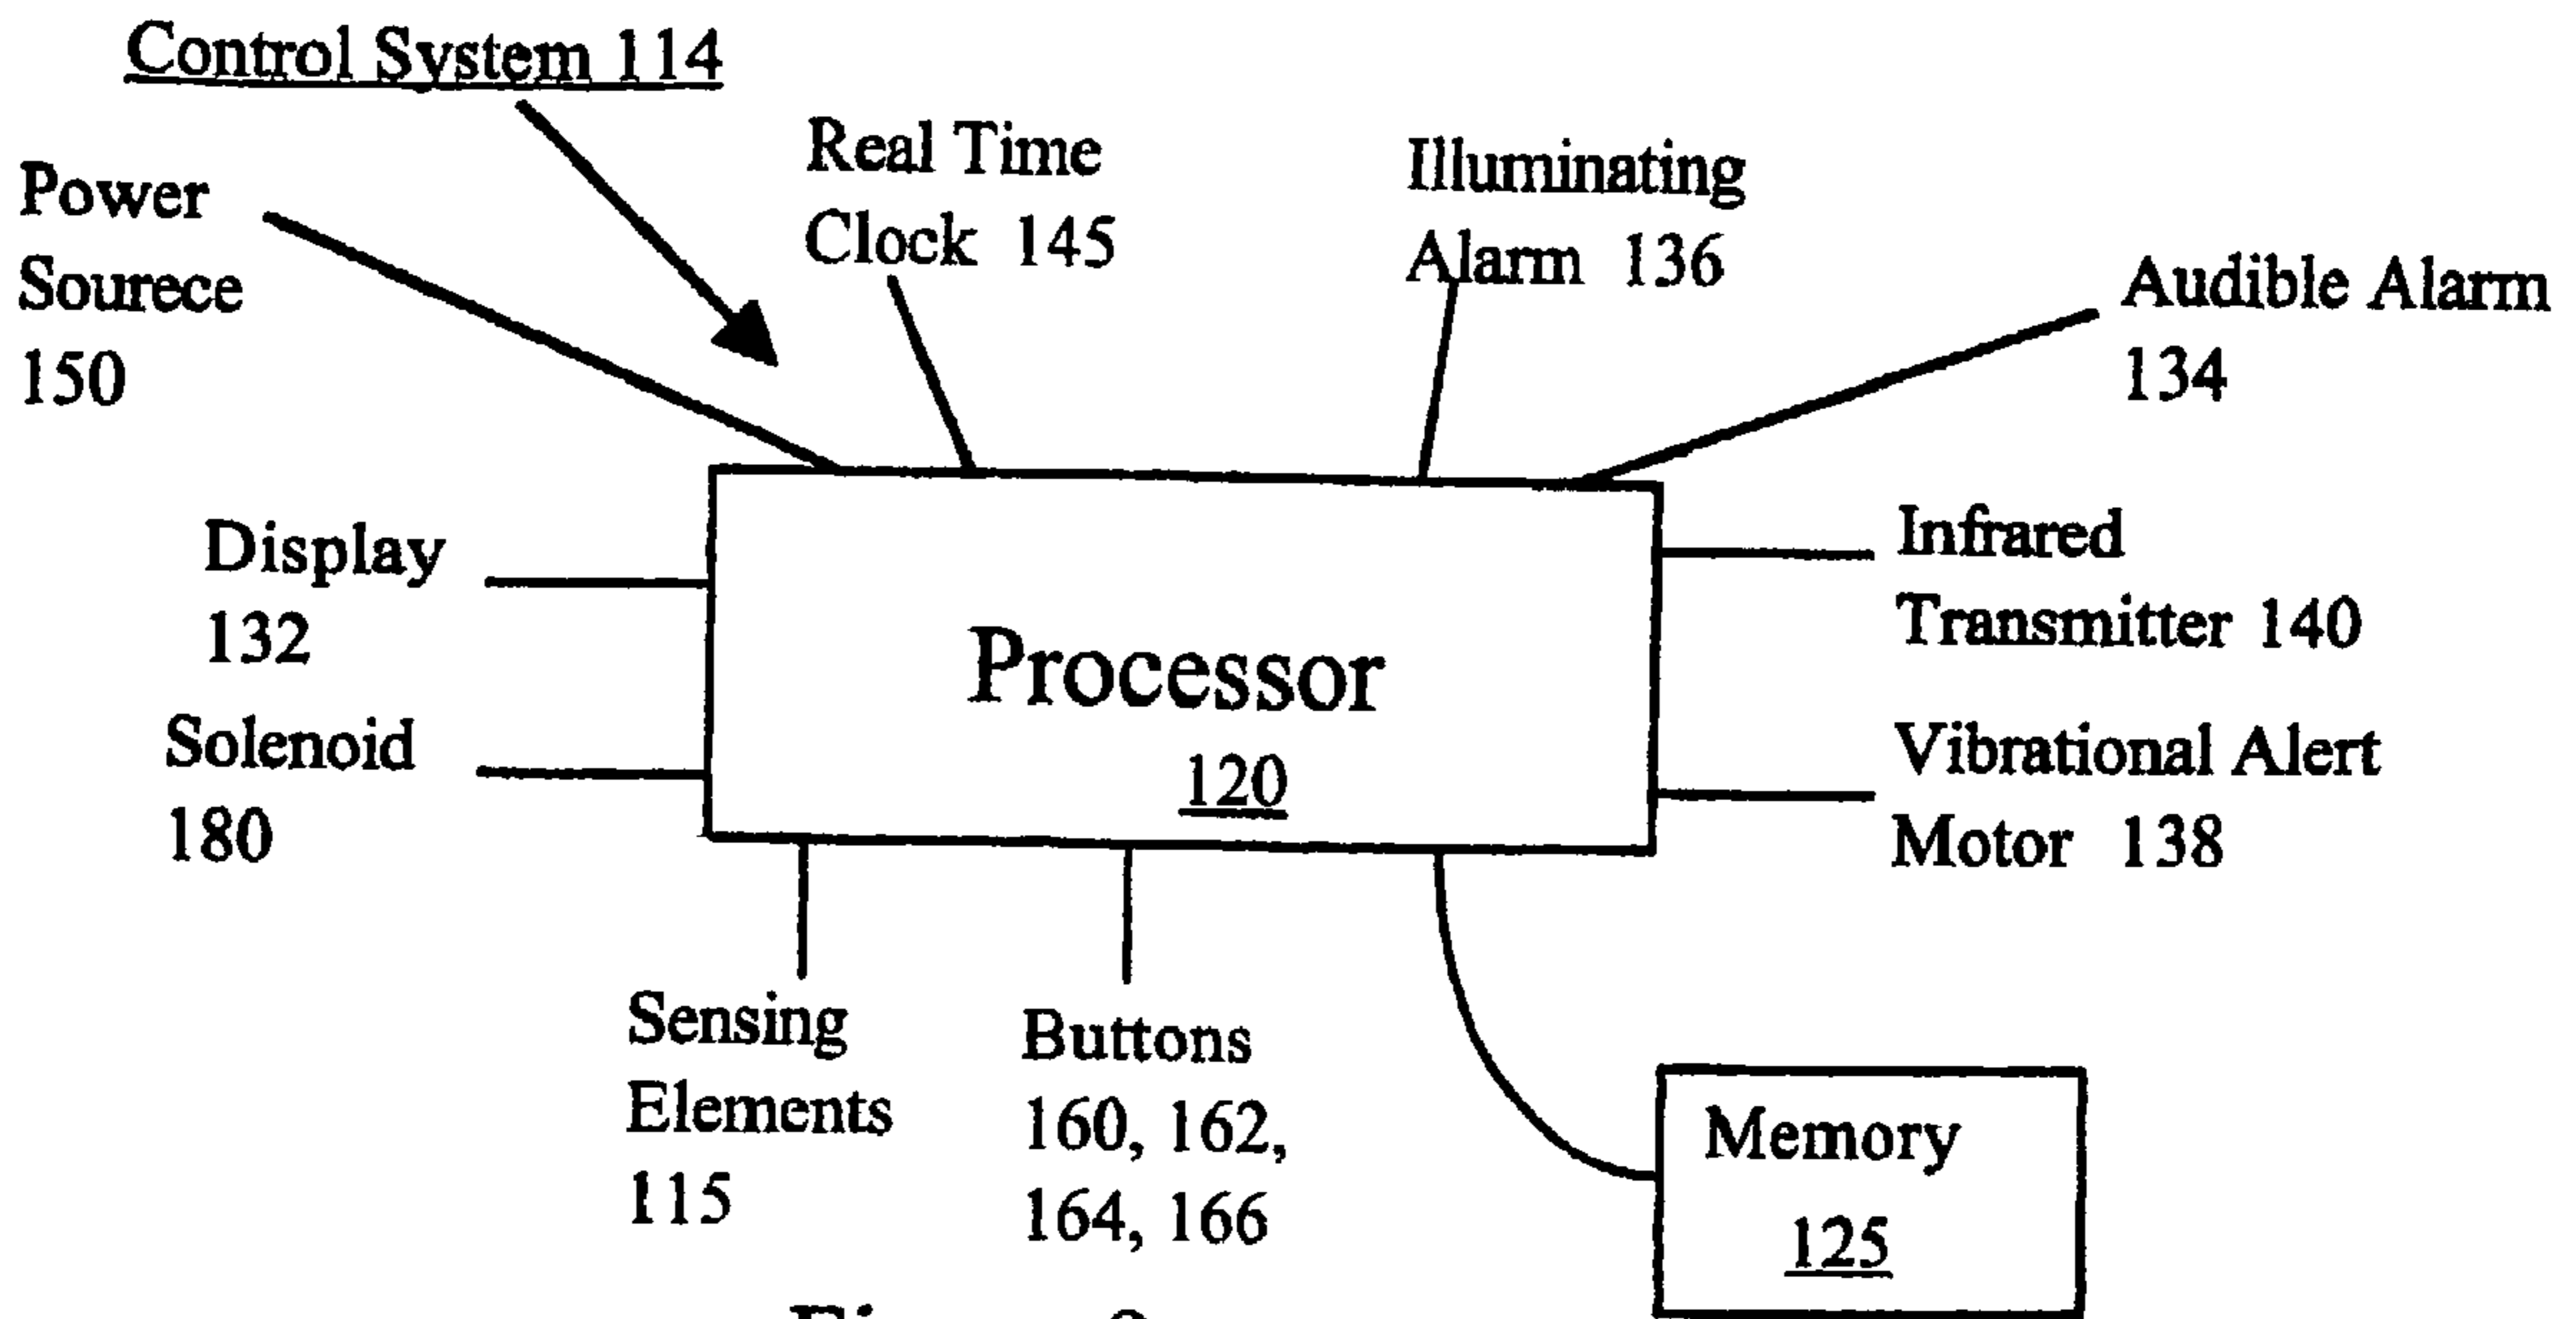 Control System 114
Power
Sourece
150
Real Time
Clock 145
Illuminating
Alarm 136
Audible Alarm
134
Display
132
Solenoid
180
Processor
120
Infrared
Transmitter 140
Vibrational Alert
Motor 138
Sensing
Elements
115
Buttons
160, 162,
164, 166
Memory
125